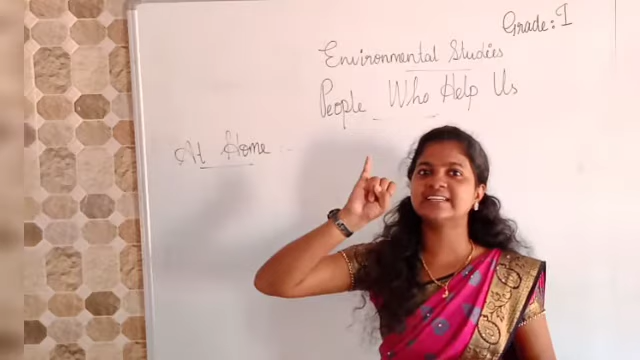 Grade: I
Environmental Studies
People Who Help Us
At Home :-